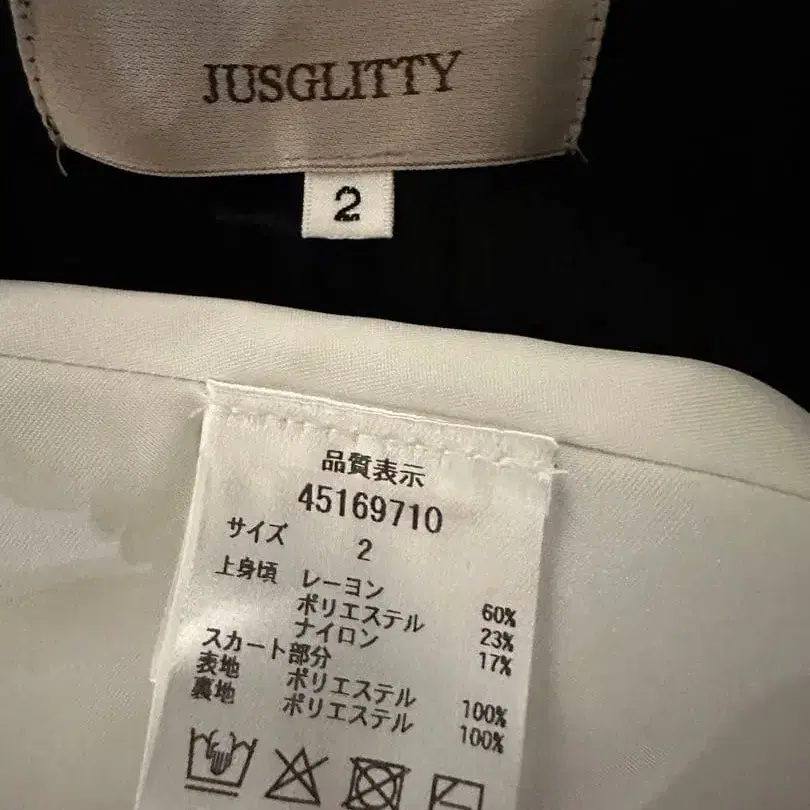 JUSGLITTY
2
品質表示
45169710
サイズ 2
上身頃 レーヨン 60%
ポリエステル 23%
ナイロン 17%
スカート部分
表地 ポリエステル 100%
裏地 ポリエステル 100%